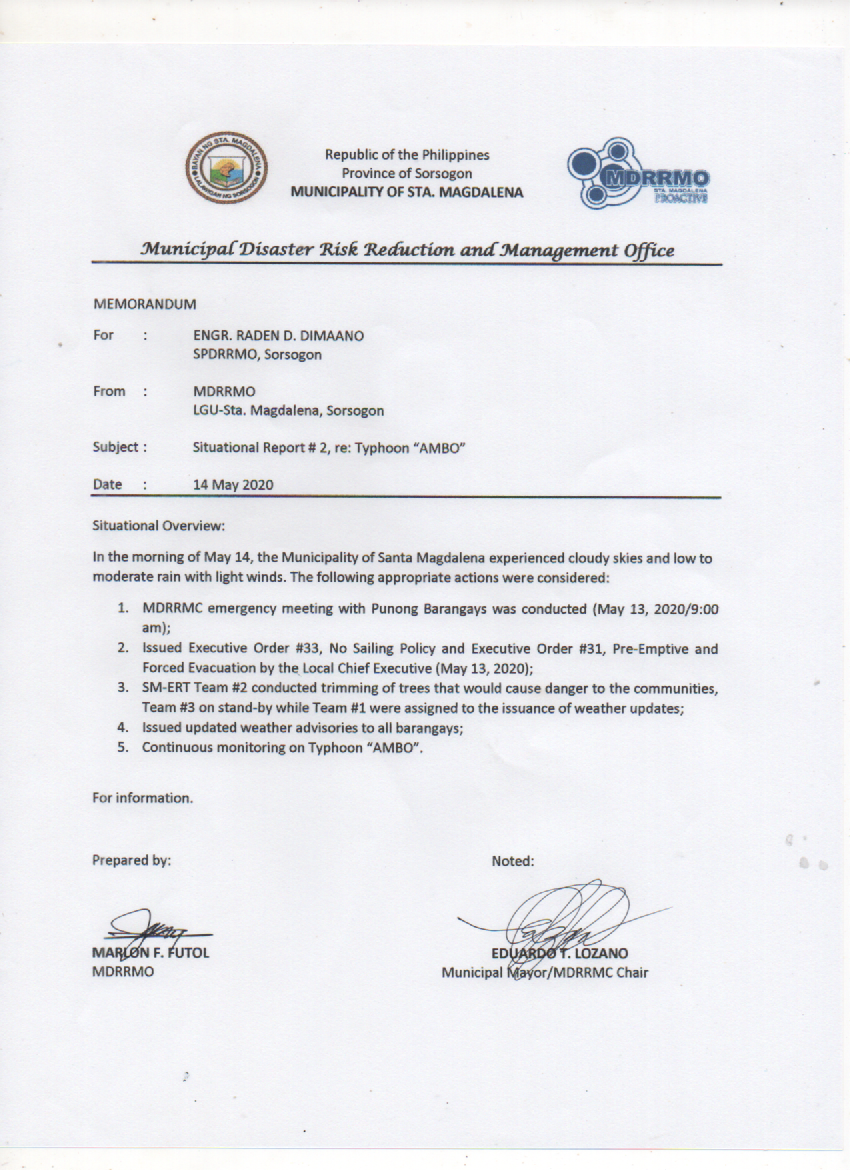 BAYAN NG STA. MAGDALENA
LALAWIGAN NG SORSOGON
Republic of the Philippines
Province of Sorsogon
MUNICIPALITY OF STA. MAGDALENA
MDRRMO
STA. MAGDALENA
PROACTIVE
Municipal Disaster Risk Reduction and Management Office
MEMORANDUM
For : ENGR. RADEN D. DIMAANO
SPDRRMO, Sorsogon
From : MDRRMO
LGU-Sta. Magdalena, Sorsogon
Subject : Situational Report # 2, re: Typhoon “AMBO”
Date : 14 May 2020
Situational Overview:
In the morning of May 14, the Municipality of Santa Magdalena experienced cloudy skies and low to
moderate rain with light winds. The following appropriate actions were considered:
1. MDRRMC emergency meeting with Punong Barangays was conducted (May 13, 2020/9:00
am);
2. Issued Executive Order #33, No Sailing Policy and Executive Order #31, Pre-Emptive and
Forced Evacuation by the Local Chief Executive (May 13, 2020);
3. SM-ERT Team #2 conducted trimming of trees that would cause danger to the communities,
Team #3 on stand-by while Team #1 were assigned to the issuance of weather updates;
4. Issued updated weather advisories to all barangays;
5. Continuous monitoring on Typhoon “AMBO”.
For information.
Prepared by: Noted:
MARLON F. FUTOL EDUARDO T. LOZANO
MDRRMO Municipal Mayor/MDRRMC Chair